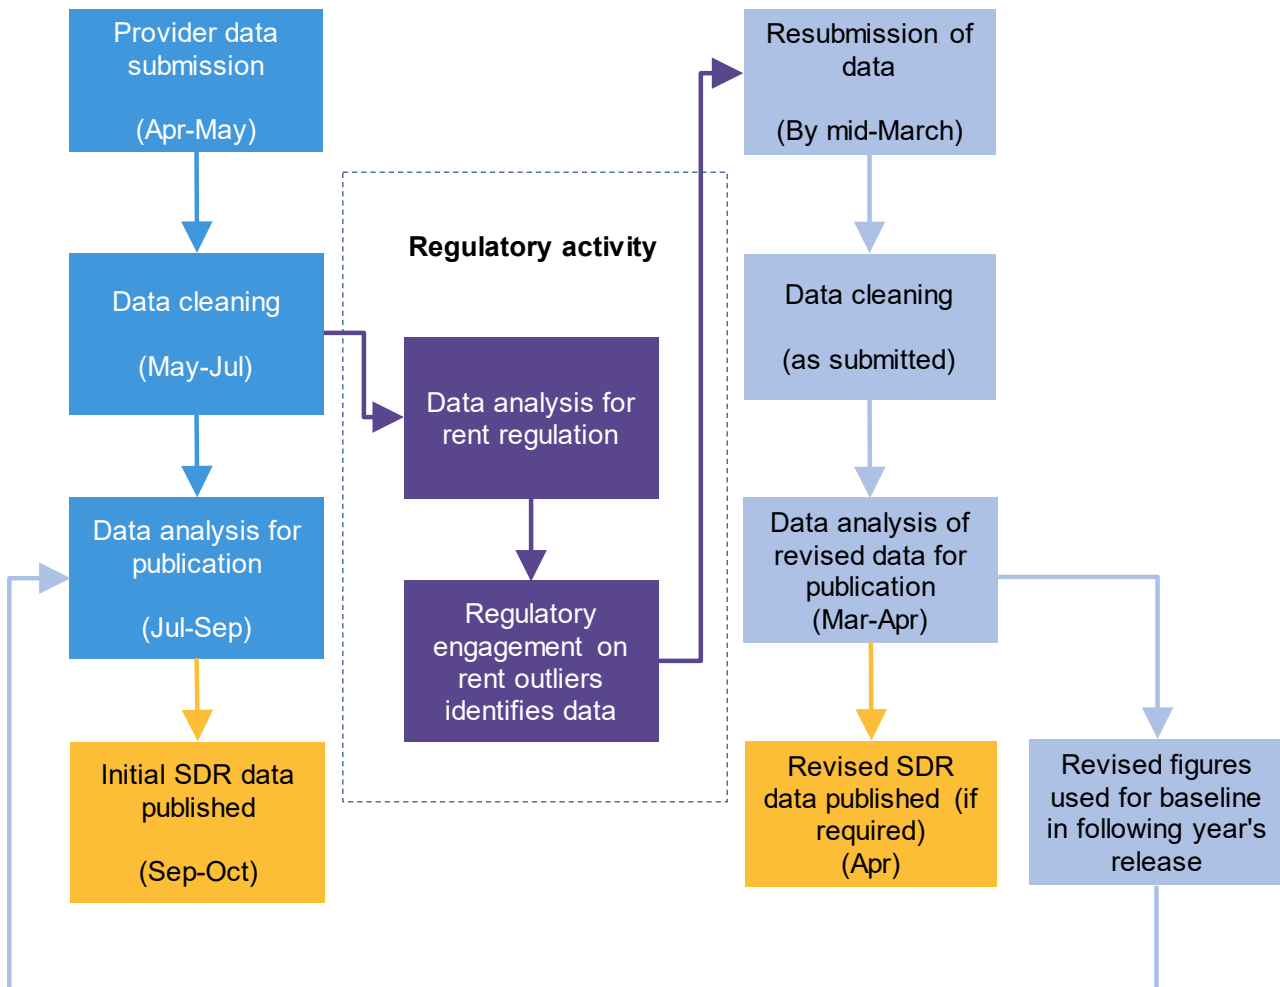 Provider data
submission
(Apr-May)
Data cleaning
(May-Jul)
Data analysis for
publication
(Jul-Sep)
Initial SDR data
published
(Sep-Oct)
Regulatory activity
Data analysis for
rent regulation
Regulatory
engagement on
rent outliers
identifies data
Resubmission of
data
(By mid-March)
Data cleaning
(as submitted)
Data analysis of
revised data for
publication
(Mar-Apr)
Revised SDR
data published (if
required)
(Apr)
Revised figures
used for baseline
in following year's
release